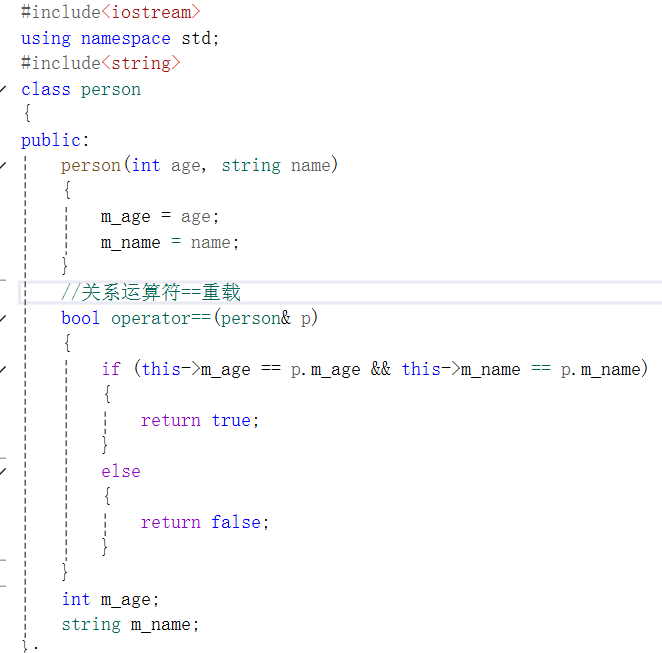 #include<iostream>
using namespace std;
#include<string>
class person
{
public:
person(int age, string name)
{
m_age = age;
m_name = name;
}
//关系运算符==重载
bool operator==(person& p)
{
if (this->m_age == p.m_age && this->m_name == p.m_name)
{
return true;
}
else
{
return false;
}
}
int m_age;
string m_name;
};